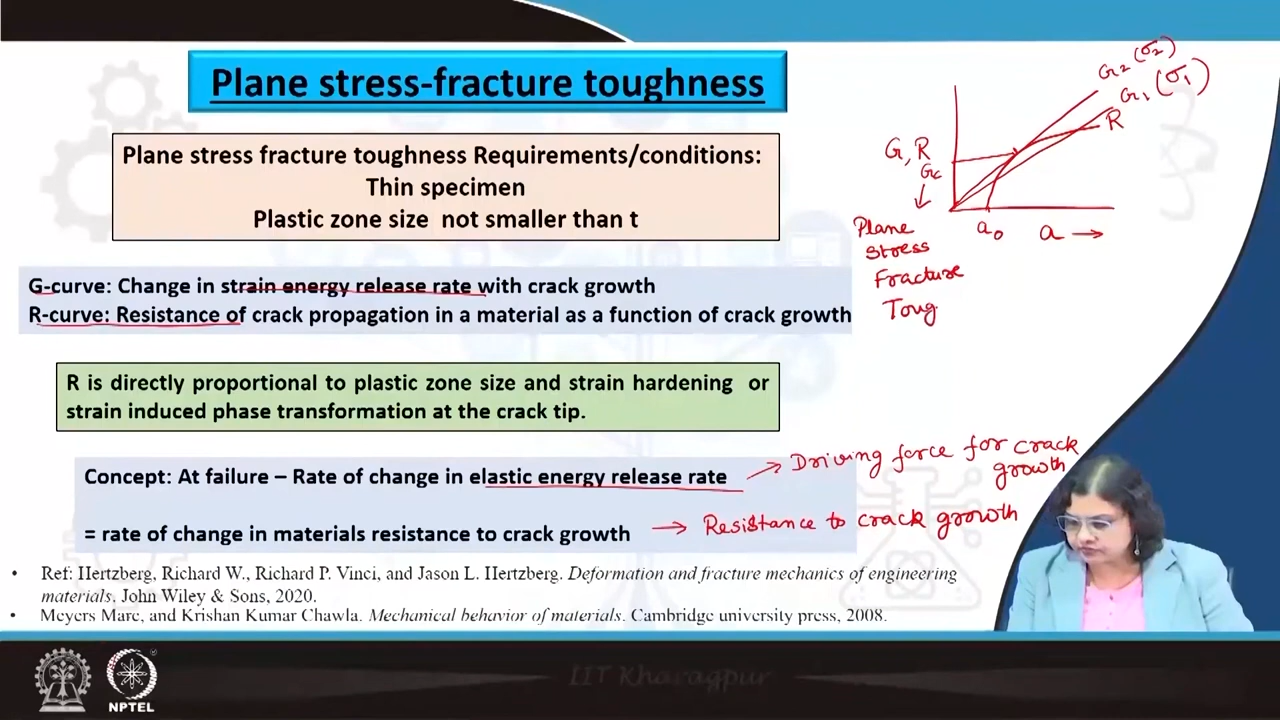 Plane stress-fracture toughness
Plane stress fracture toughness Requirements/conditions:
Thin specimen
Plastic zone size not smaller than t
G-curve: Change in strain energy release rate with crack growth
R-curve: Resistance of crack propagation in a material as a function of crack growth
R is directly proportional to plastic zone size and strain hardening or
strain induced phase transformation at the crack tip.
Concept: At failure – Rate of change in elastic energy release rate
= rate of change in materials resistance to crack growth
Driving force for crack
growth
Resistance to crack growth
G2 (σ2)
G1 (σ1)
R
G, R
Gc
a0 a
Plane
Stress
Fracture
Toug
• Ref: Hertzberg, Richard W., Richard P. Vinci, and Jason L. Hertzberg. Deformation and fracture mechanics of engineering
materials. John Wiley & Sons, 2020.
• Meyers Marc, and Krishan Kumar Chawla. Mechanical behavior of materials. Cambridge university press, 2008.
NPTEL
IIT Kharagpur